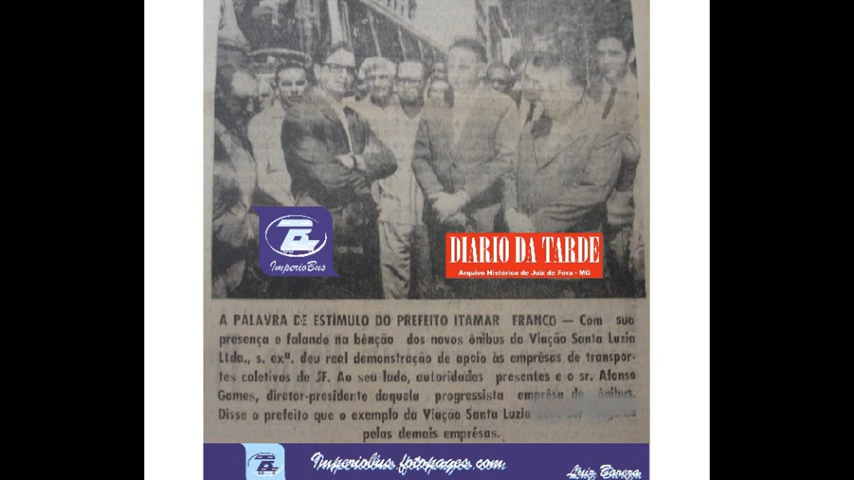 ImperioBus
DIARIO DA TARDE
Arquivo Histórico de Juiz de Fora - MG
A PALAVRA DE ESTÍMULO DO PREFEITO ITAMAR FRANCO — Com sua
presença e falando na bênção dos novos ônibus da Viação Santa Luzia
Ltda., s. exª. deu real demonstração de apoio às emprêsas de transpor-
tes coletivos de JF. Ao seu lado, autoridades presentes e o sr. Afonso
Gomes, diretor-presidente daquela progressista emprêsa de ônibus.
Disse o prefeito que o exemplo da Viação Santa Luzia
pelas demais emprêsas.
Imperiobus.fotopages.com
Luiz